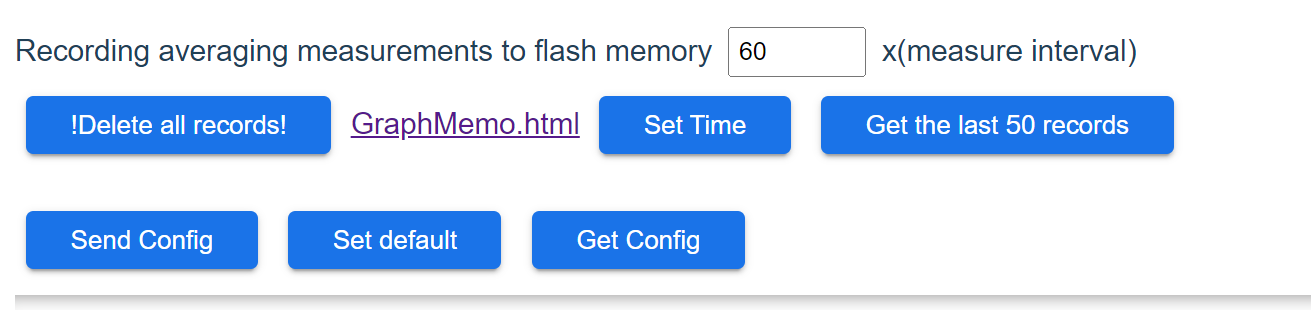 Recording averaging measurements to flash memory 60 x(measure interval)
!Delete all records! GraphMemo.html Set Time Get the last 50 records
Send Config Set default Get Config